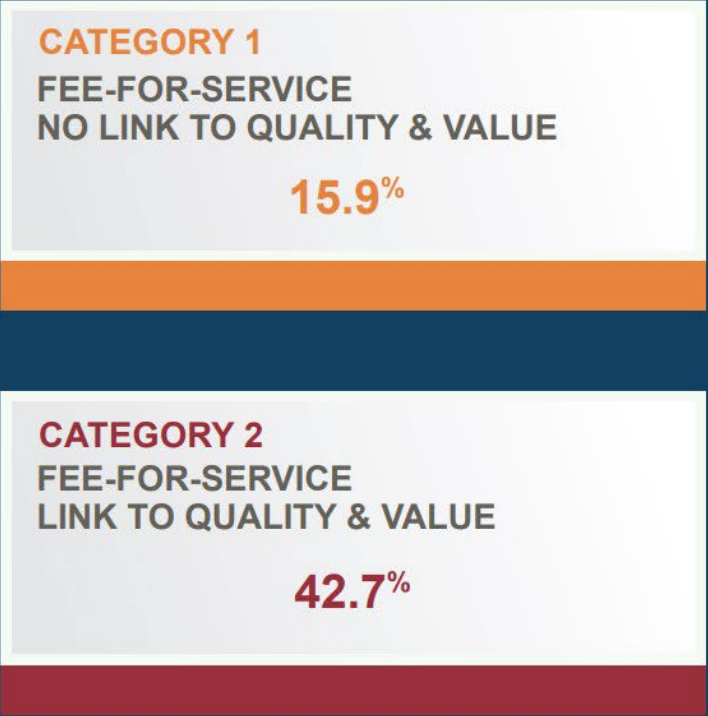 CATEGORY 1
FEE-FOR-SERVICE
NO LINK TO QUALITY & VALUE
15.9%
CATEGORY 2
FEE-FOR-SERVICE
LINK TO QUALITY & VALUE
42.7%